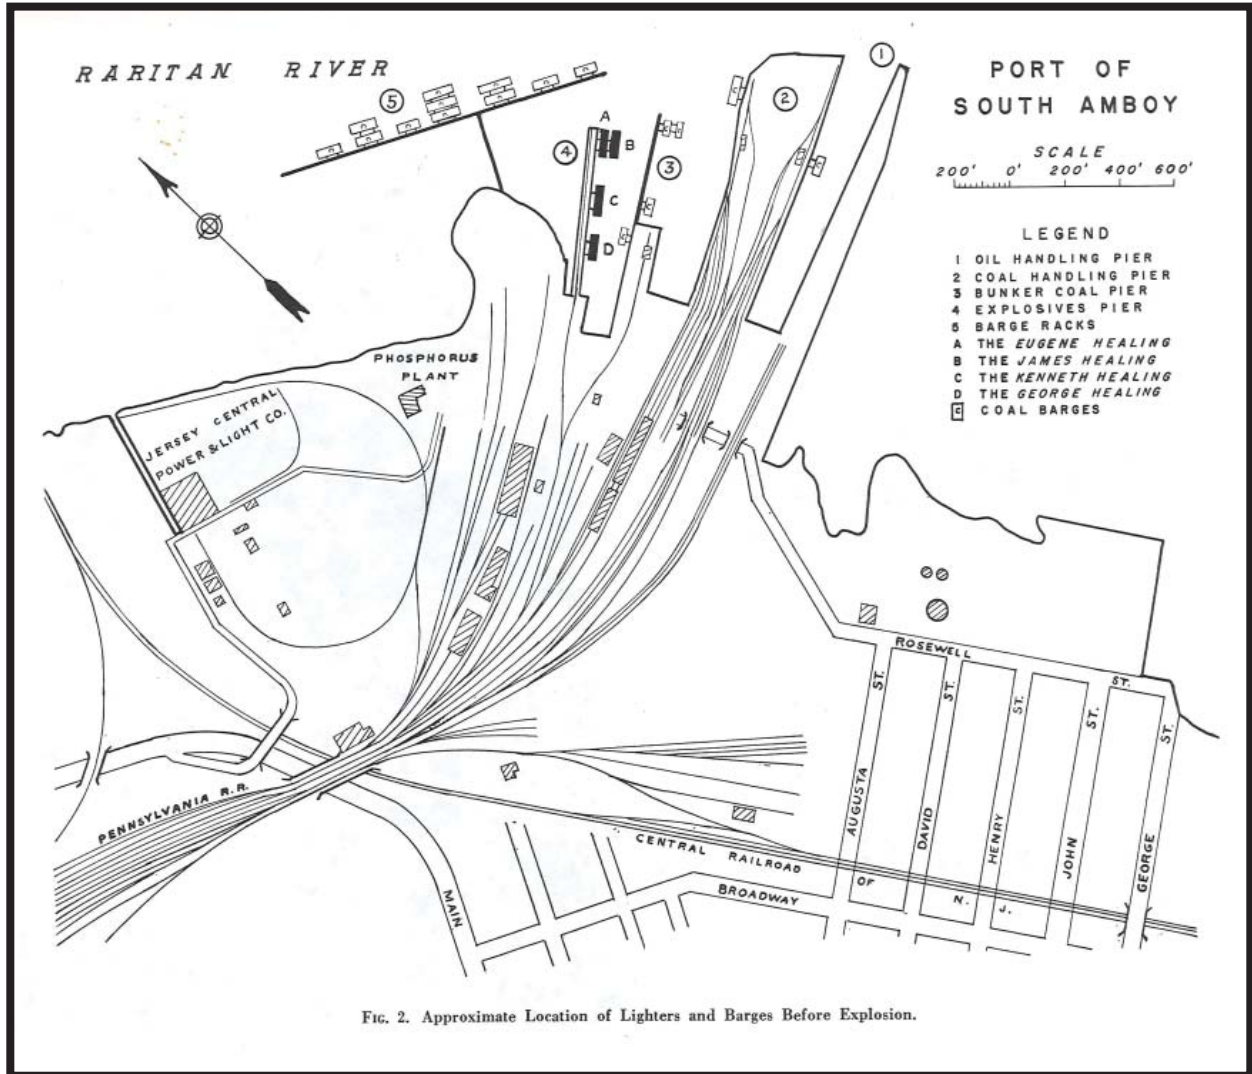 RARITAN RIVER
PORT OF
SOUTH AMBOY
SCALE
200' 0' 200' 400' 600'
LEGEND
1 OIL HANDLING PIER
2 COAL HANDLING PIER
3 BUNKER COAL PIER
4 EXPLOSIVES PIER
5 BARGE RACKS
A THE EUGENE HEALING
B THE JAMES HEALING
C THE KENNETH HEALING
D THE GEORGE HEALING
C COAL BARGES
1
2
3
4
5
A
B
C
D
PHOSPHORUS
PLANT
JERSEY CENTRAL
POWER & LIGHT CO.
ROSEWELL ST.
AUGUSTA ST.
DAVID ST.
HENRY ST.
JOHN ST.
GEORGE ST.
PENNSYLVANIA R.R.
CENTRAL RAILROAD OF N. J.
MAIN
BROADWAY
FIG. 2. Approximate Location of Lighters and Barges Before Explosion.